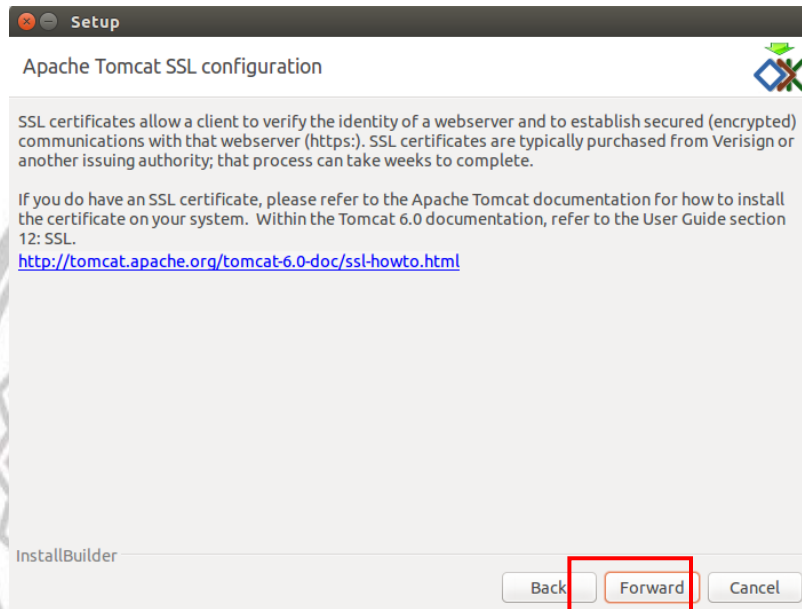 Setup
Apache Tomcat SSL configuration
SSL certificates allow a client to verify the identity of a webserver and to establish secured (encrypted)
communications with that webserver (https:). SSL certificates are typically purchased from Verisign or
another issuing authority; that process can take weeks to complete.
If you do have an SSL certificate, please refer to the Apache Tomcat documentation for how to install
the certificate on your system.  Within the Tomcat 6.0 documentation, refer to the User Guide section
12: SSL.
http://tomcat.apache.org/tomcat-6.0-doc/ssl-howto.html
InstallBuilder
Back Forward Cancel